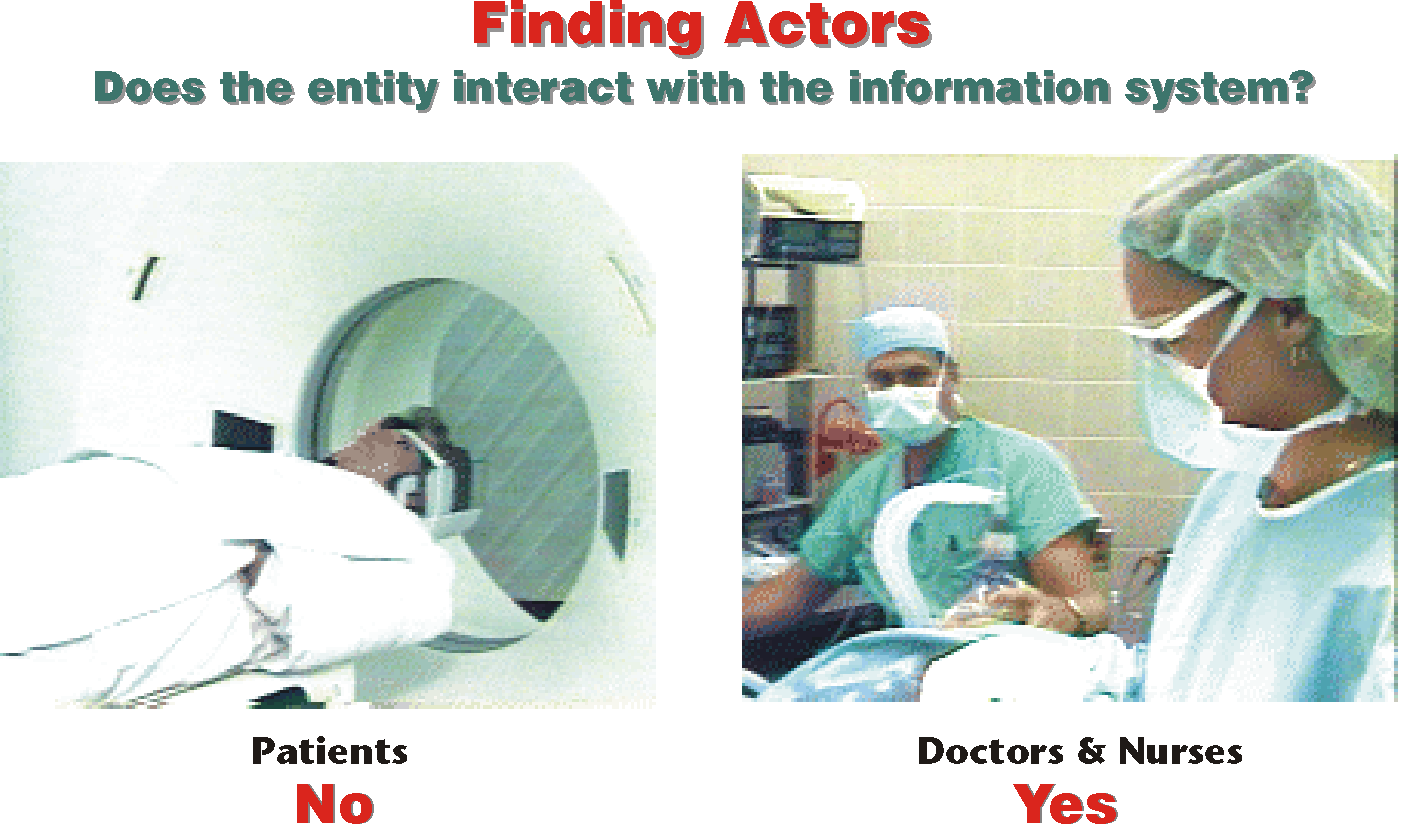 Finding Actors
Does the entity interact with the information system?
Patients
No
Doctors & Nurses
Yes